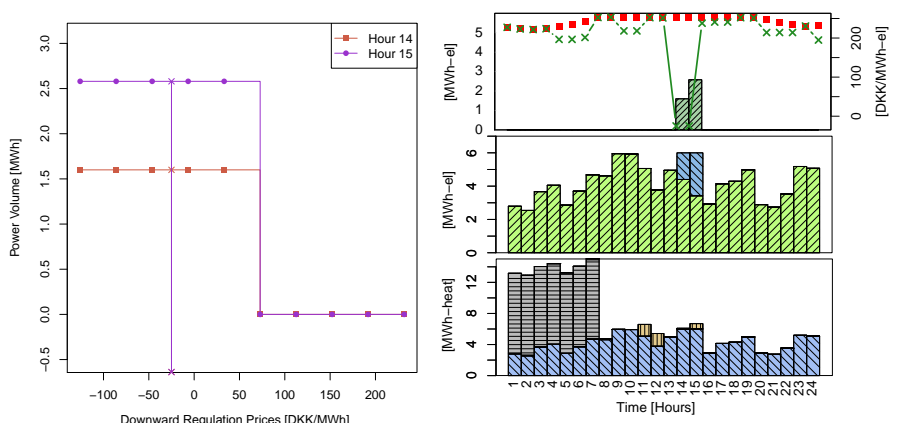 Hour 14
Hour 15
3.0
2.5
2.0
1.5
1.0
0.5
0.0
−0.5
Power Volume [MWh]
−100 −50 0 50 100 150 200
Downward Regulation Prices [DKK/MWh]
5
4
3
2
1
0
[MWh−el]
200
100
0
[DKK/MWh−el]
6
4
2
0
[MWh−el]
12
8
4
0
[MWh−heat]
1 2 3 4 5 6 7 8 9 10 11 12 13 14 15 16 17 18 19 20 21 22 23 24
Time [Hours]